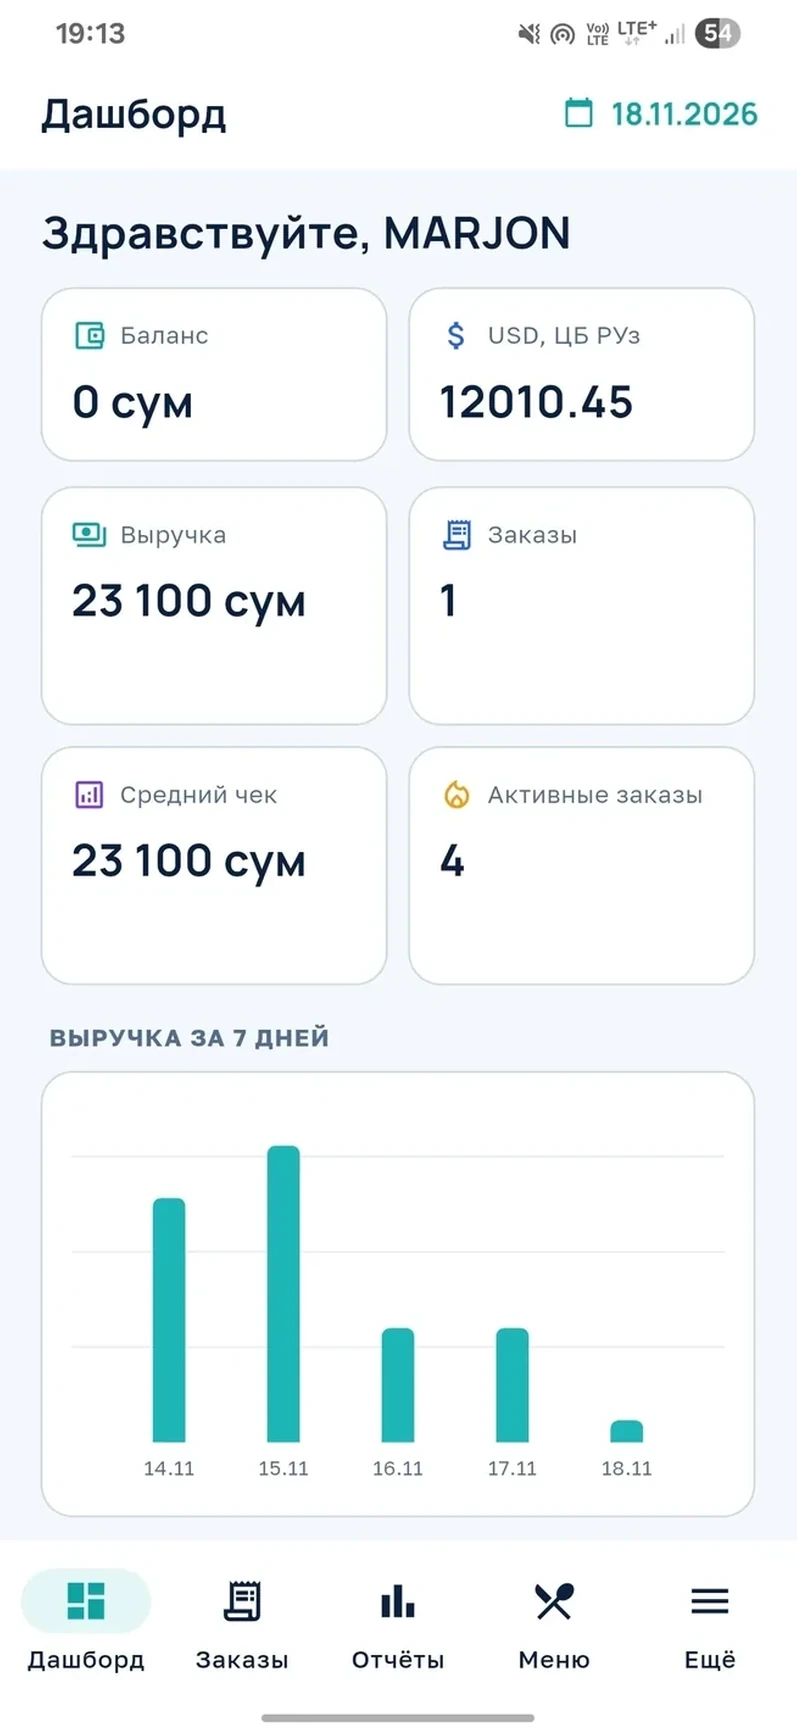 19:13
Vo)) LTE LTE+ 54
Дашборд
18.11.2026
Здравствуйте, MARJON
Баланс
0 сум
USD, ЦБ РУз
12010.45
Выручка
23 100 сум
Заказы
1
Средний чек
23 100 сум
Активные заказы
4
ВЫРУЧКА ЗА 7 ДНЕЙ
14.11 15.11 16.11 17.11 18.11
Дашборд Заказы Отчёты Меню Ещё